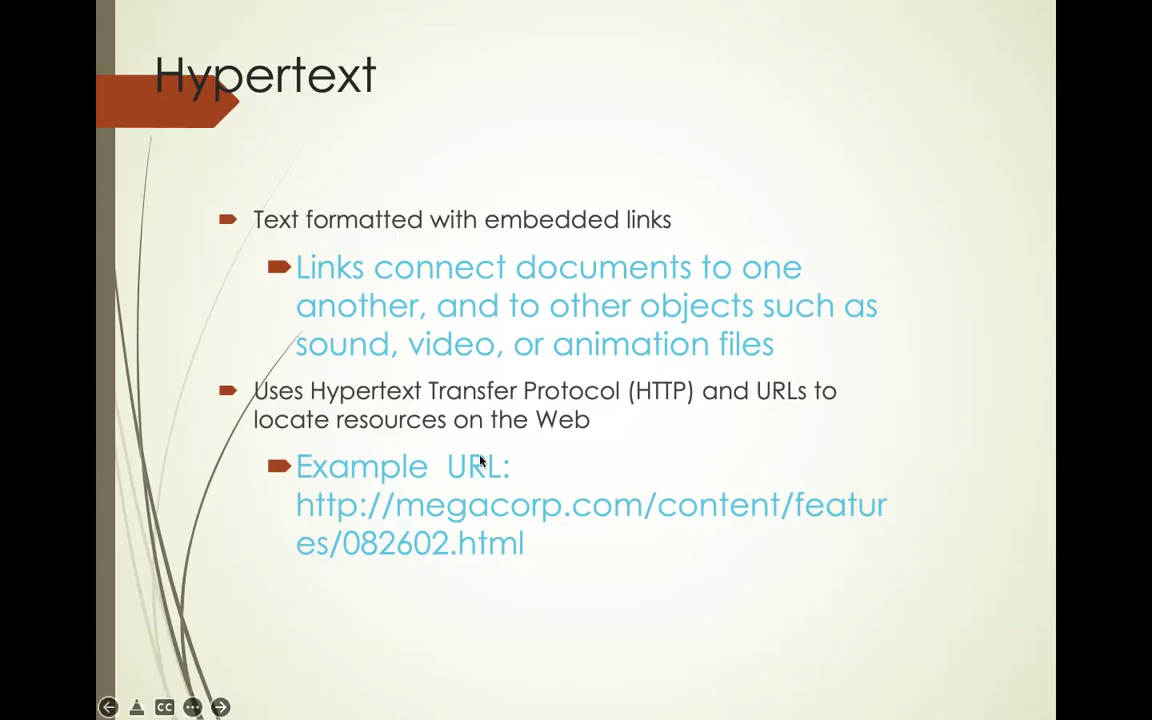 Hypertext
Text formatted with embedded links
Links connect documents to one
another, and to other objects such as
sound, video, or animation files
Uses Hypertext Transfer Protocol (HTTP) and URLs to
locate resources on the Web
Example  URL:
http://megacorp.com/content/featur
es/082602.html
CC